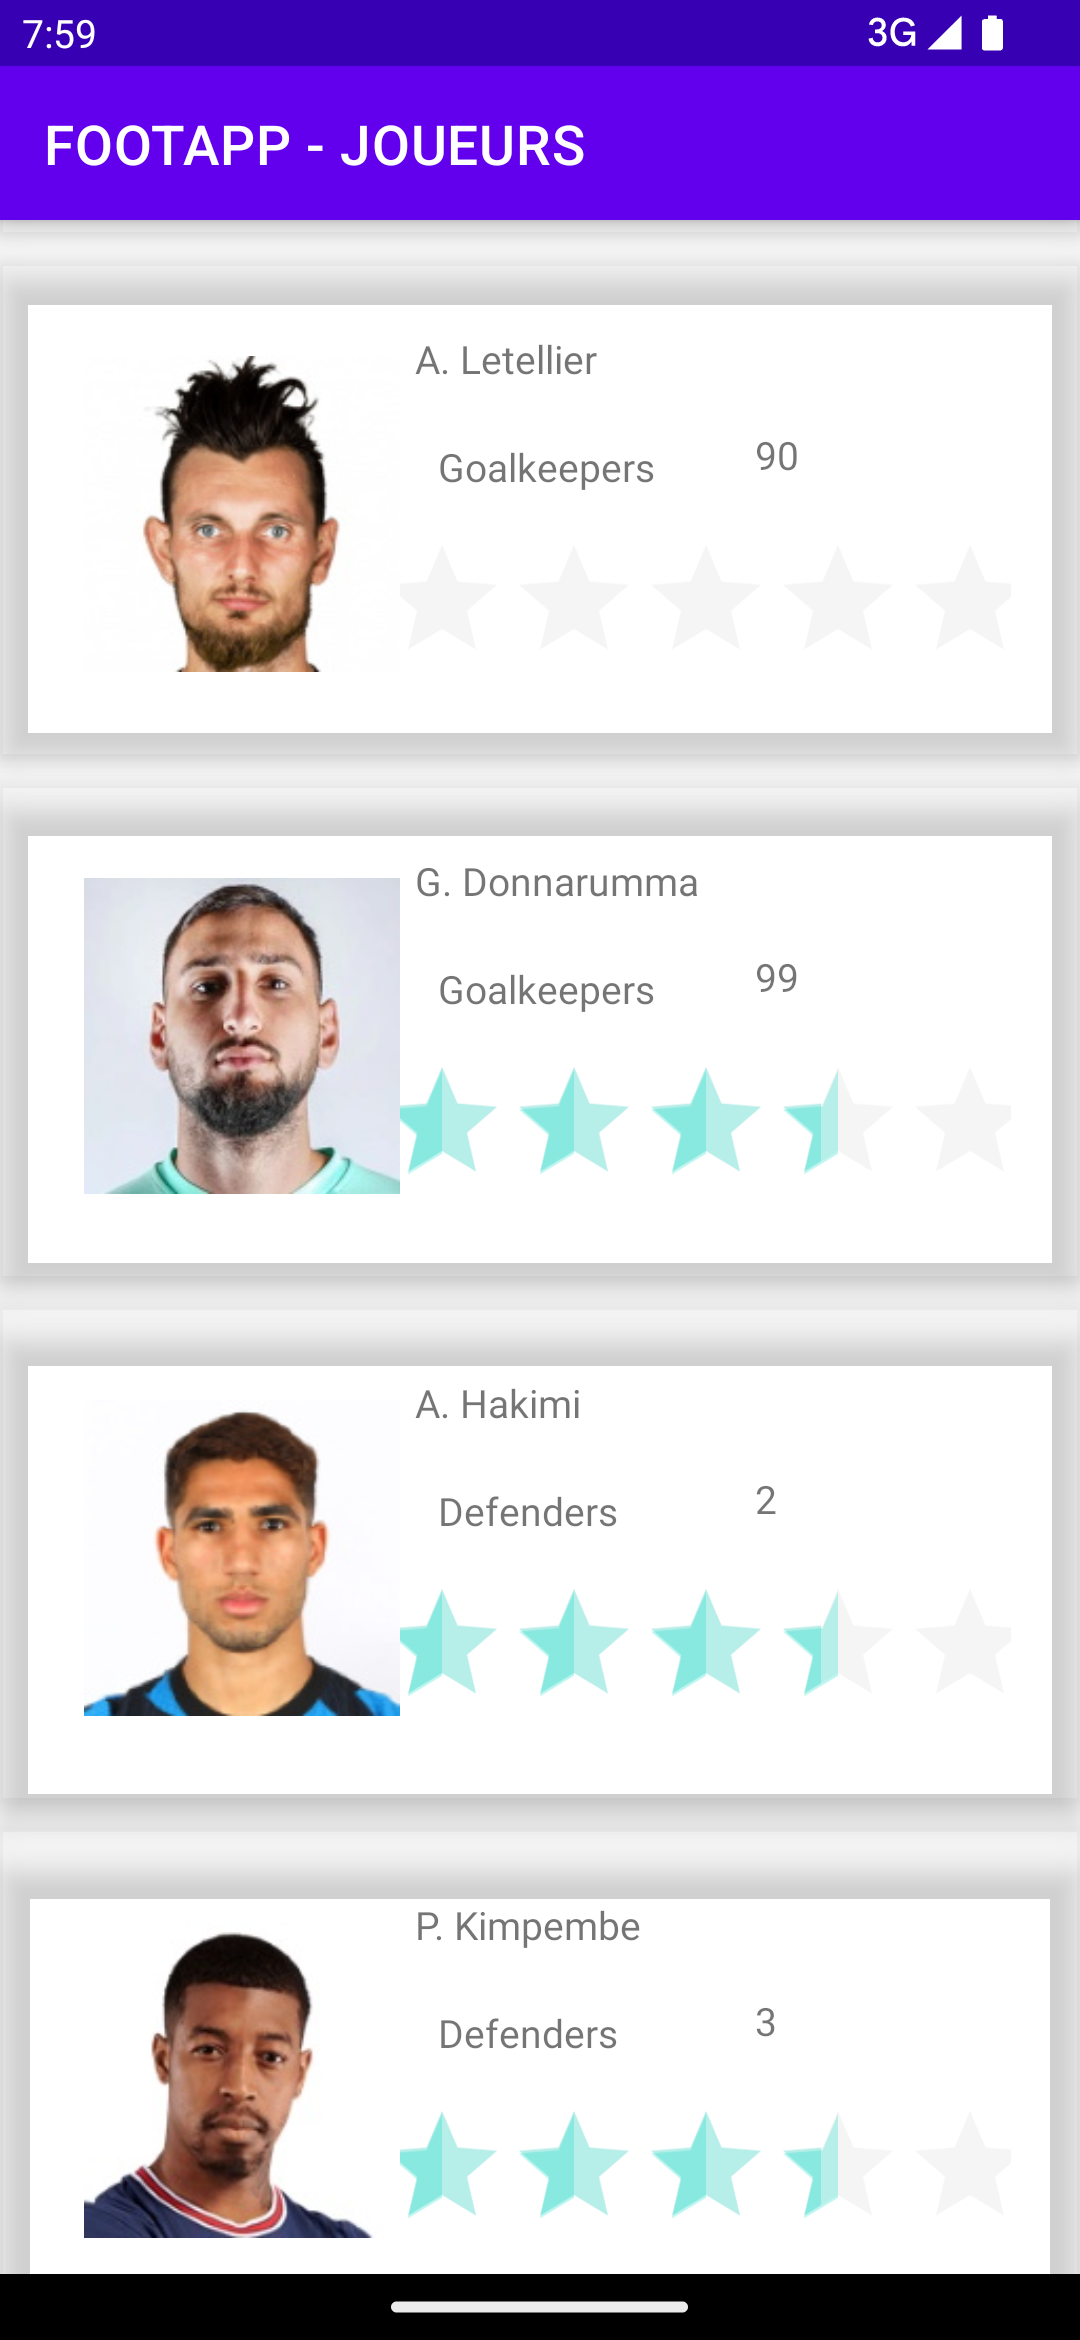 7:59
3G
FOOTAPP - JOUEURS
A. Letellier
Goalkeepers 90
G. Donnarumma
Goalkeepers 99
A. Hakimi
Defenders 2
P. Kimpembe
Defenders 3